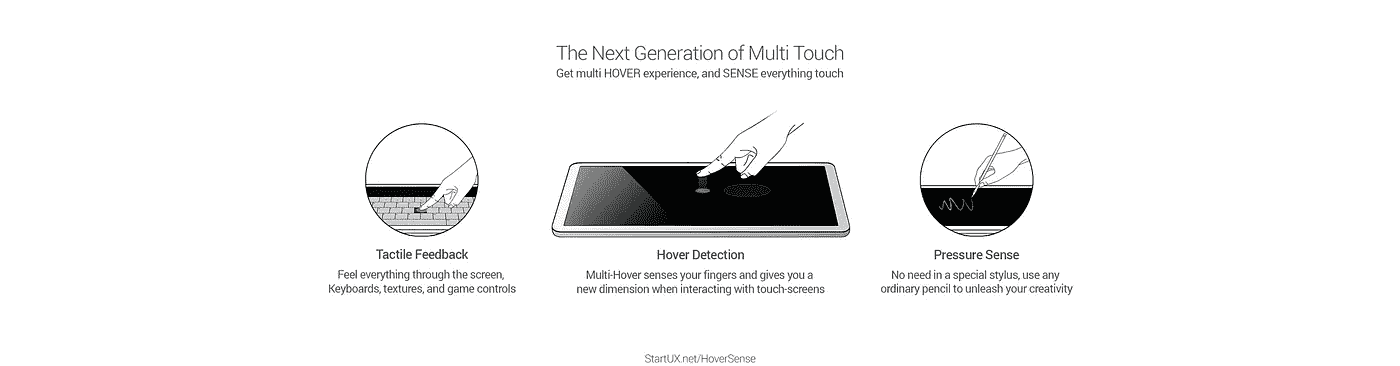 The Next Generation of Multi Touch
Get multi HOVER experience, and SENSE everything touch
Tactile Feedback
Feel everything through the screen,
Keyboards, textures, and game controls
Hover Detection
Multi-Hover senses your fingers and gives you a
new dimension when interacting with touch-screens
Pressure Sense
No need in a special stylus, use any
ordinary pencil to unleash your creativity
StartUX.net/HoverSense